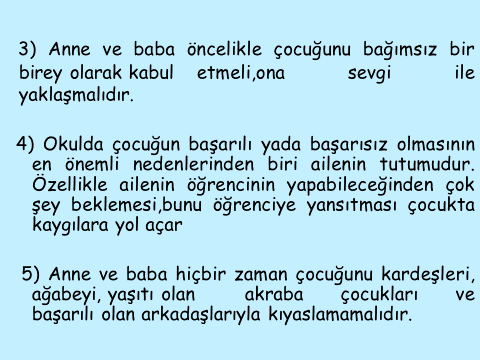 3) Anne ve baba öncelikle çocuğunu bağımsız bir
birey olarak kabul etmeli,ona sevgi ile
yaklaşmalıdır.
4) Okulda çocuğun başarılı yada başarısız olmasının
en önemli nedenlerinden biri ailenin tutumudur.
Özellikle ailenin öğrencinin yapabileceğinden çok
şey beklemesi,bunu öğrenciye yansıtması çocukta
kaygılara yol açar
5) Anne ve baba hiçbir zaman çocuğunu kardeşleri,
ağabeyi, yaşıtı olan akraba çocukları ve
başarılı olan arkadaşlarıyla kıyaslamamalıdır.